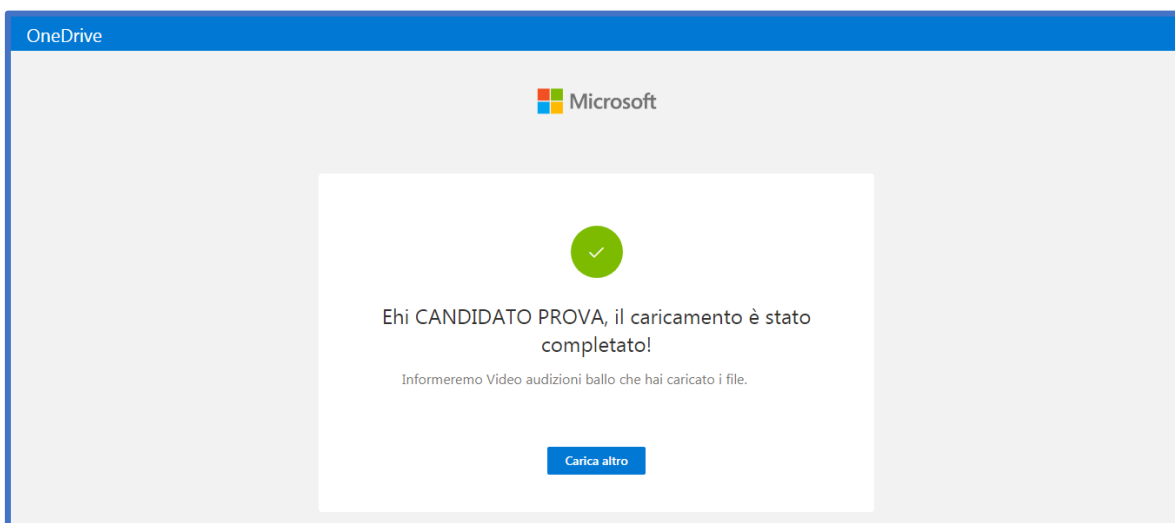 OneDrive
Microsoft
Ehi CANDIDATO PROVA, il caricamento è stato
completato!
Informeremo Video audizioni ballo che hai caricato i file.
Carica altro